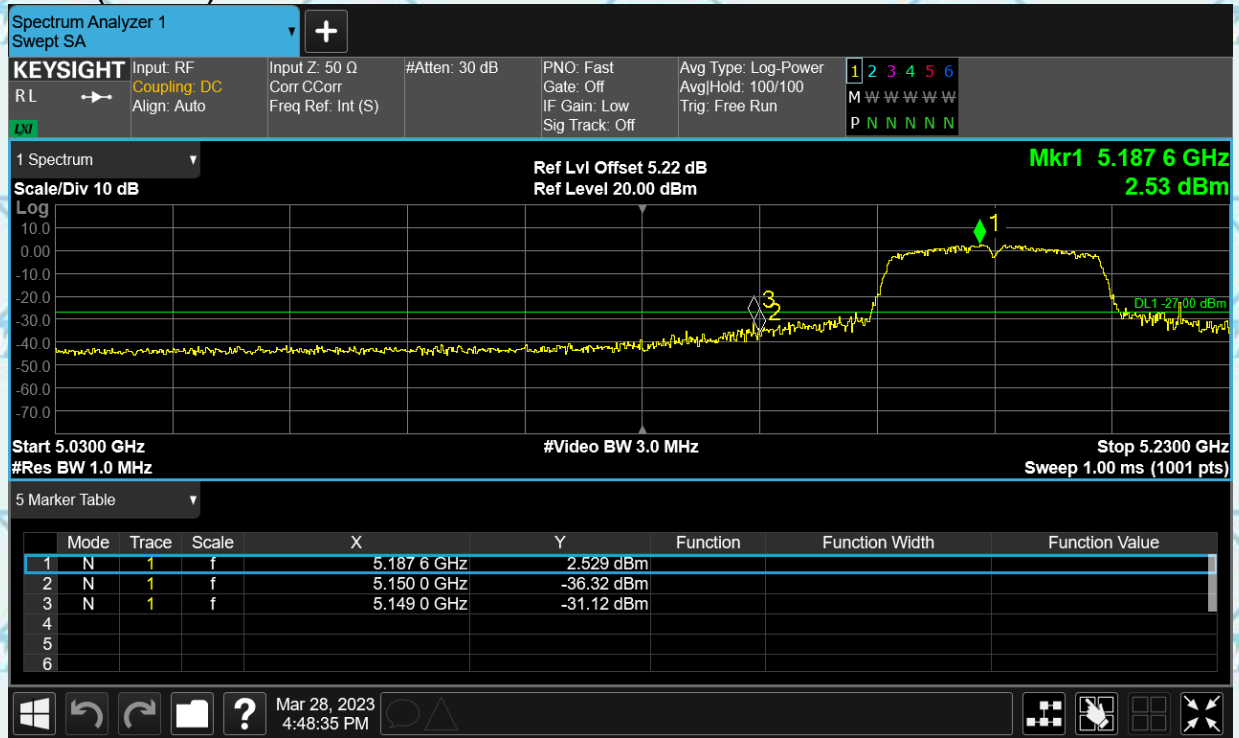 Spectrum Analyzer 1
Swept SA
KEYSIGHT
R L
LXI
Input: RF
Coupling: DC
Align: Auto
Input Z: 50 Ω
Corr CCorr
Freq Ref: Int (S)
#Atten: 30 dB
PNO: Fast
Gate: Off
IF Gain: Low
Sig Track: Off
Avg Type: Log-Power
Avg|Hold: 100/100
Trig: Free Run
1 2 3 4 5 6
M W W W W W
P N N N N N
1 Spectrum
Scale/Div 10 dB
Ref Lvl Offset 5.22 dB
Ref Level 20.00 dBm
Mkr1 5.187 6 GHz
2.53 dBm
Log
10.0
0.00
-10.0
-20.0
-30.0
-40.0
-50.0
-60.0
-70.0
1
3
2
DL1 -27.00 dBm
Start 5.0300 GHz
#Res BW 1.0 MHz
#Video BW 3.0 MHz
Stop 5.2300 GHz
Sweep 1.00 ms (1001 pts)
5 Marker Table
Mode Trace Scale X Y Function Function Width Function Value
1 N 1 f 5.187 6 GHz 2.529 dBm
2 N 1 f 5.150 0 GHz -36.32 dBm
3 N 1 f 5.149 0 GHz -31.12 dBm
4
5
6
?
Mar 28, 2023
4:48:35 PM